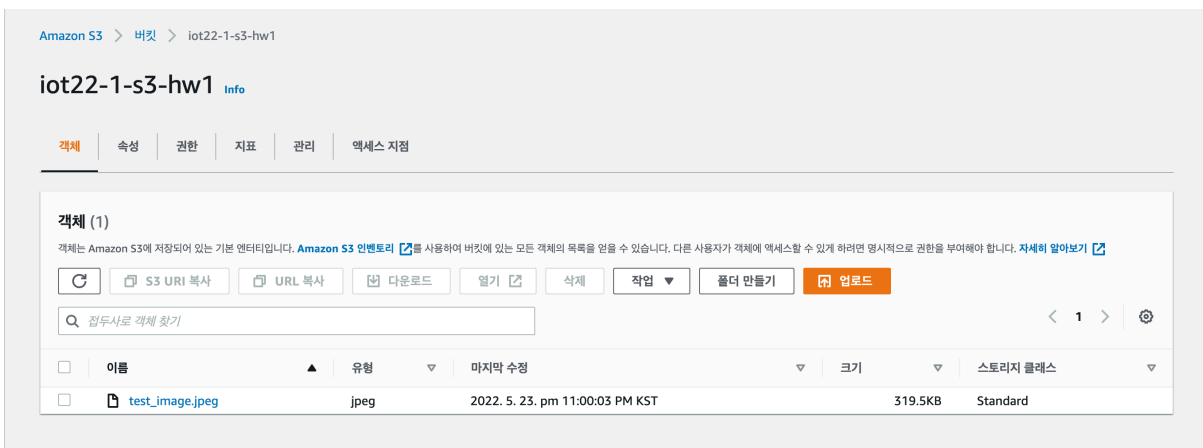 Amazon S3 > 버킷 > iot22-1-s3-hw1
iot22-1-s3-hw1 Info
객체 속성 권한 지표 관리 액세스 지점
객체 (1)
객체는 Amazon S3에 저장되어 있는 기본 엔터티입니다. Amazon S3 인벤토리 를 사용하여 버킷에 있는 모든 객체의 목록을 얻을 수 있습니다. 다른 사용자가 객체에 액세스할 수 있게 하려면 명시적으로 권한을 부여해야 합니다. 자세히 알아보기
S3 URI 복사 URL 복사 다운로드 열기 삭제 작업 폴더 만들기 업로드
접두사로 객체 찾기
< 1 >
이름 유형 마지막 수정 크기 스토리지 클래스
test_image.jpeg jpeg 2022. 5. 23. pm 11:00:03 PM KST 319.5KB Standard